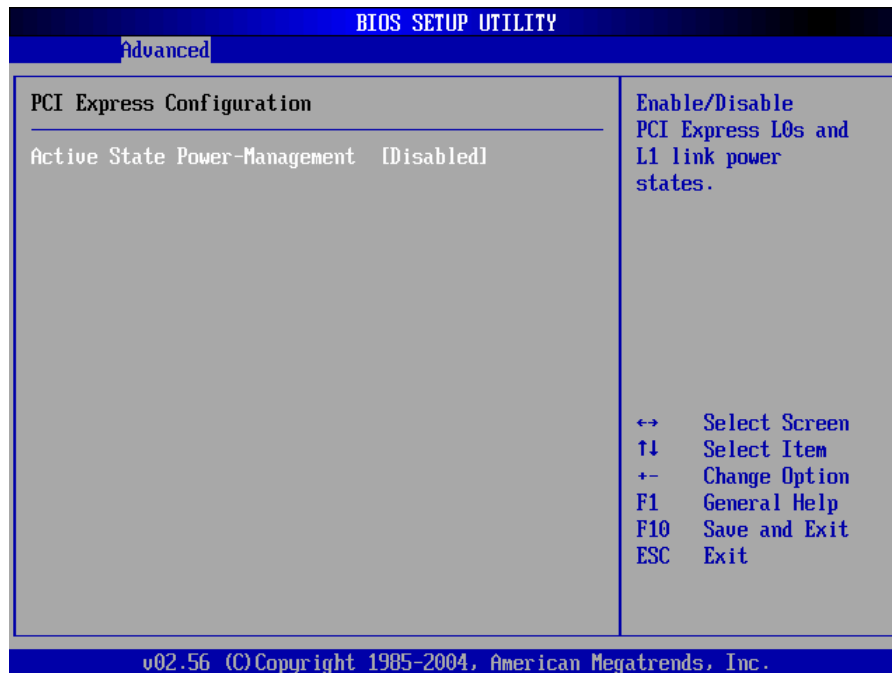 BIOS SETUP UTILITY
Advanced
PCI Express Configuration
Active State Power-Management [Disabled]
Enable/Disable
PCI Express L0s and
L1 link power
states.
↔ Select Screen
↑↓ Select Item
+- Change Option
F1 General Help
F10 Save and Exit
ESC Exit
v02.56 (C)Copyright 1985-2004, American Megatrends, Inc.